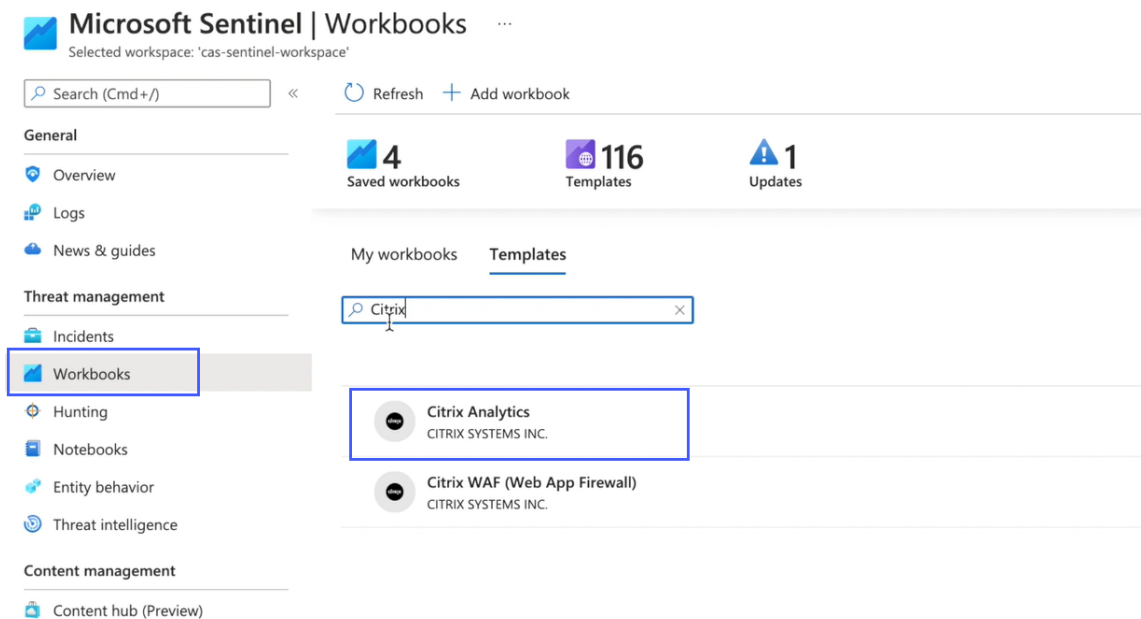 Microsoft Sentinel | Workbooks ...
Selected workspace: 'cas-sentinel-workspace'
Search (Cmd+/)
«
Refresh
Add workbook
General
Overview
Logs
News & guides
Threat management
Incidents
Workbooks
Hunting
Notebooks
Entity behavior
Threat intelligence
Content management
Content hub (Preview)
4
Saved workbooks
116
Templates
1
Updates
My workbooks
Templates
Citrix
Citrix Analytics
CITRIX SYSTEMS INC.
Citrix WAF (Web App Firewall)
CITRIX SYSTEMS INC.